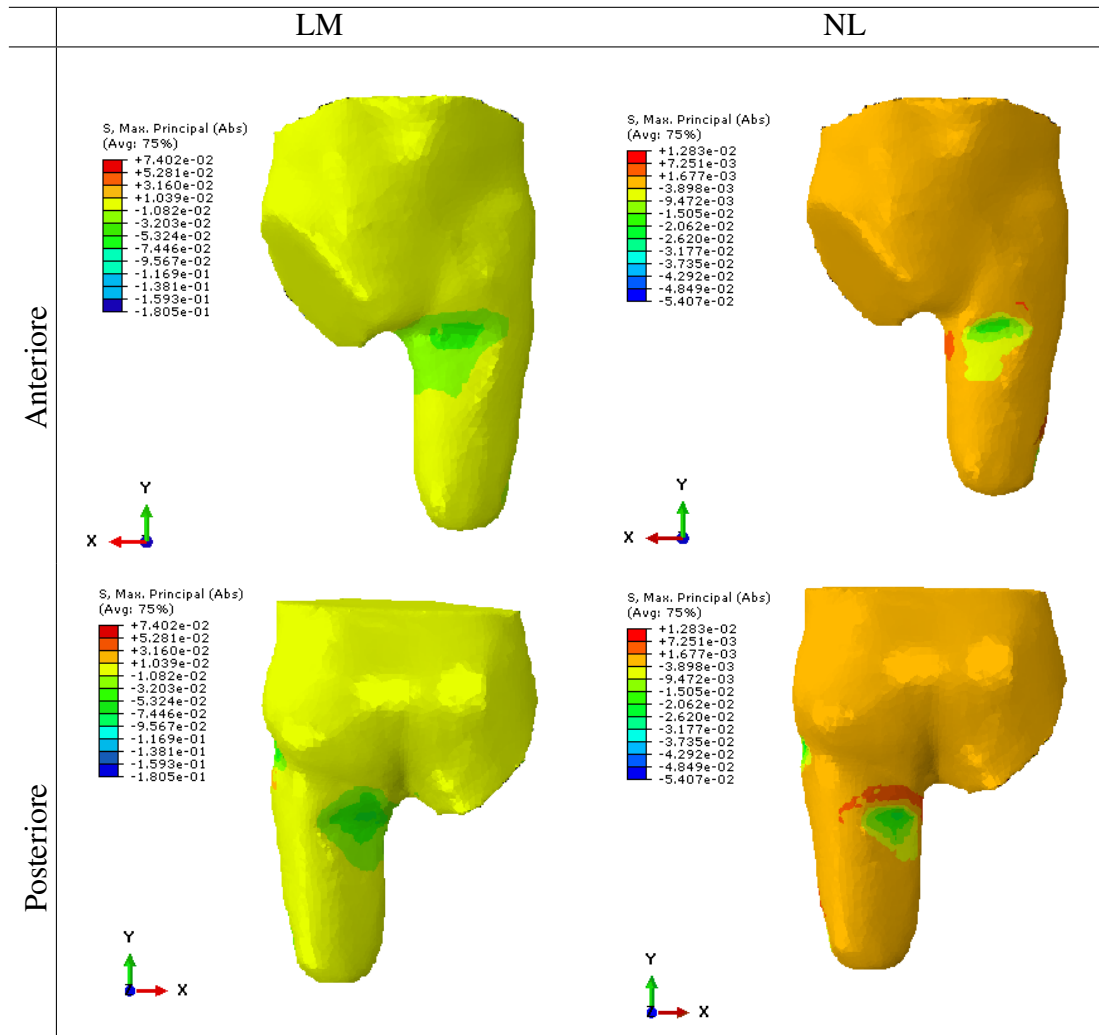 LM NL
Anteriore
S, Max. Principal (Abs)
(Avg: 75%)
+7.402e-02
+5.281e-02
+3.160e-02
+1.039e-02
-1.082e-02
-3.203e-02
-5.324e-02
-7.446e-02
-9.567e-02
-1.169e-01
-1.381e-01
-1.593e-01
-1.805e-01
Y
X
S, Max. Principal (Abs)
(Avg: 75%)
+1.283e-02
+7.251e-03
+1.677e-03
-3.898e-03
-9.472e-03
-1.505e-02
-2.062e-02
-2.620e-02
-3.177e-02
-3.735e-02
-4.292e-02
-4.849e-02
-5.407e-02
Y
X
Posteriore
S, Max. Principal (Abs)
(Avg: 75%)
+7.402e-02
+5.281e-02
+3.160e-02
+1.039e-02
-1.082e-02
-3.203e-02
-5.324e-02
-7.446e-02
-9.567e-02
-1.169e-01
-1.381e-01
-1.593e-01
-1.805e-01
Y
Z X
S, Max. Principal (Abs)
(Avg: 75%)
+1.283e-02
+7.251e-03
+1.677e-03
-3.898e-03
-9.472e-03
-1.505e-02
-2.062e-02
-2.620e-02
-3.177e-02
-3.735e-02
-4.292e-02
-4.849e-02
-5.407e-02
Y
Z X